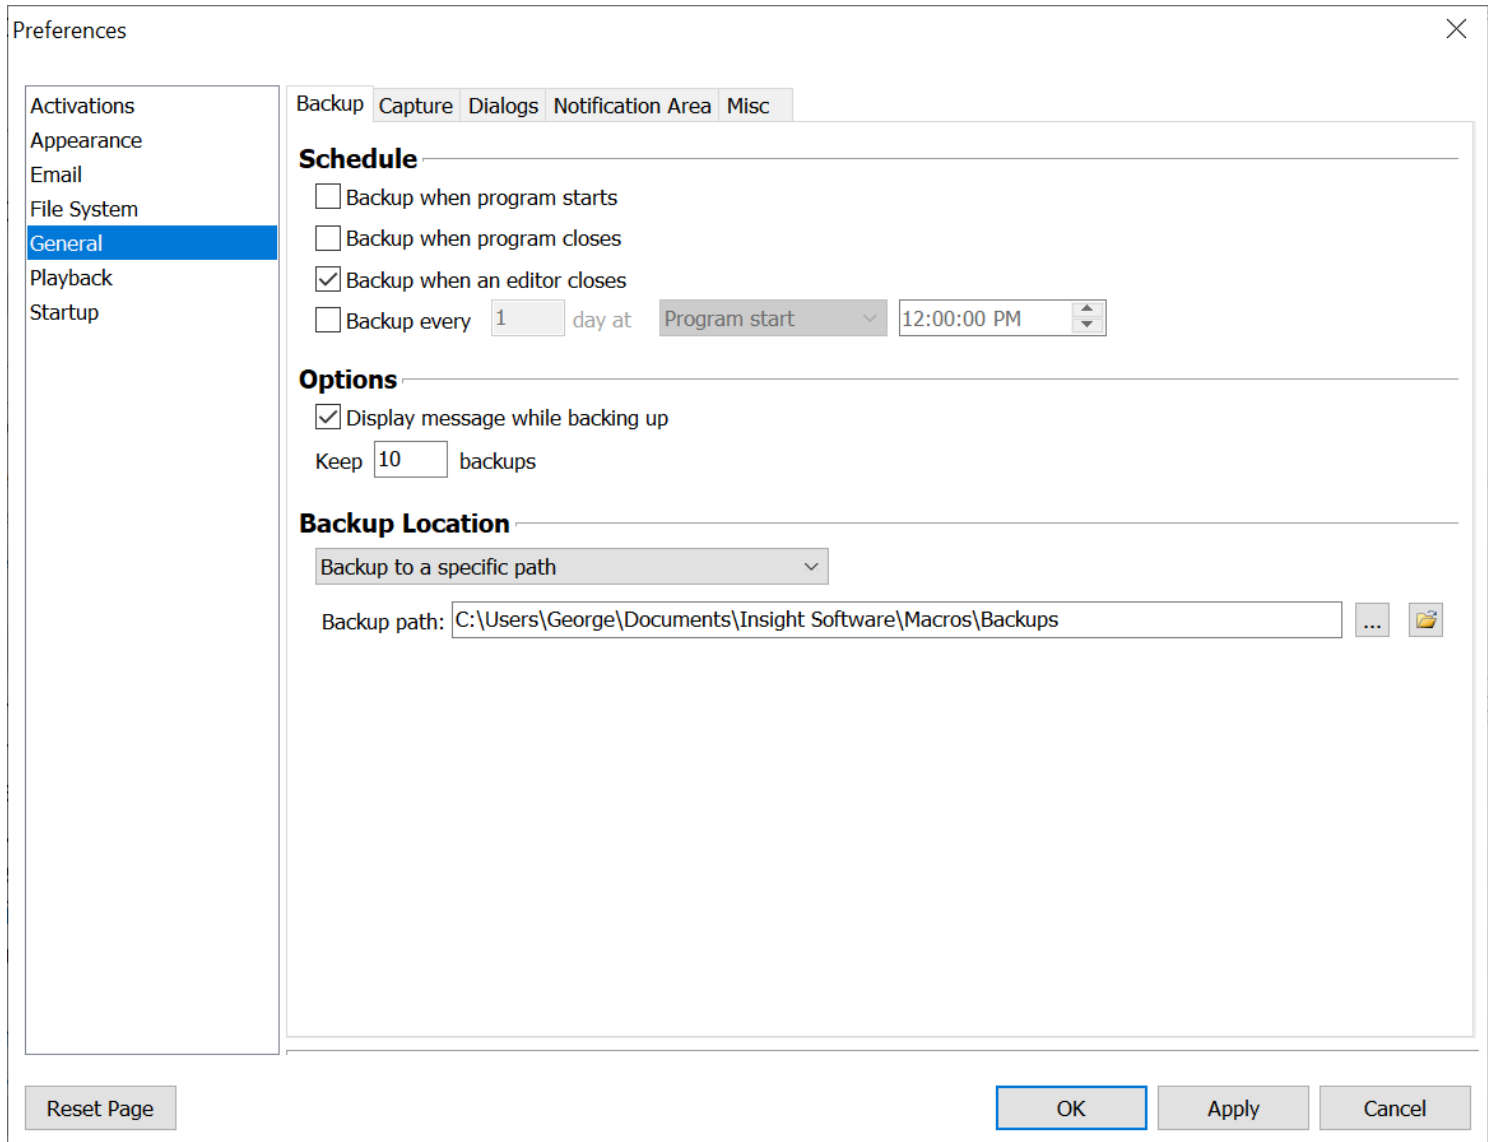 Preferences
Activations
Appearance
Email
File System
General
Playback
Startup
Backup Capture Dialogs Notification Area Misc
Schedule
Backup when program starts
Backup when program closes
Backup when an editor closes
Backup every 1 day at Program start 12:00:00 PM
Options
Display message while backing up
Keep 10 backups
Backup Location
Backup to a specific path
Backup path: C:\Users\George\Documents\Insight Software\Macros\Backups ...
Reset Page OK Apply Cancel